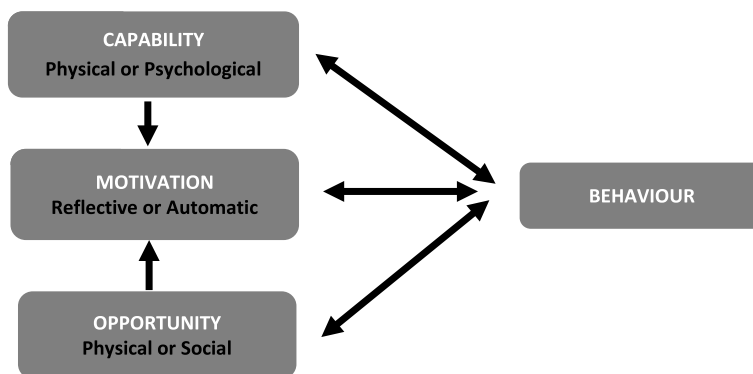 CAPABILITY
Physical or Psychological
MOTIVATION
Reflective or Automatic
BEHAVIOUR
OPPORTUNITY
Physical or Social